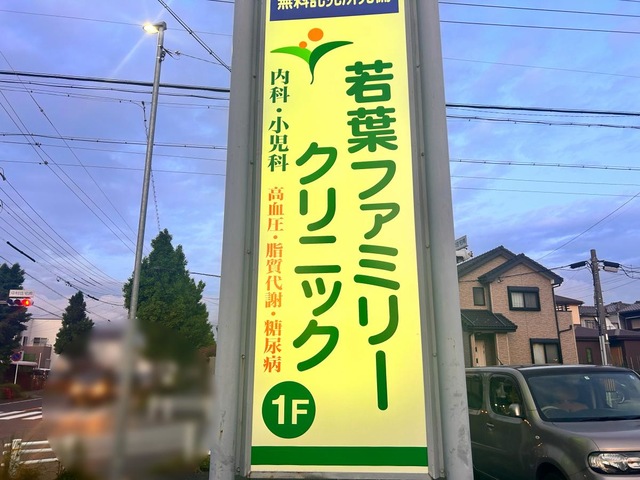 若葉ファミリー
クリニック
内科・小児科
高血圧・脂質代謝・糖尿病
1F